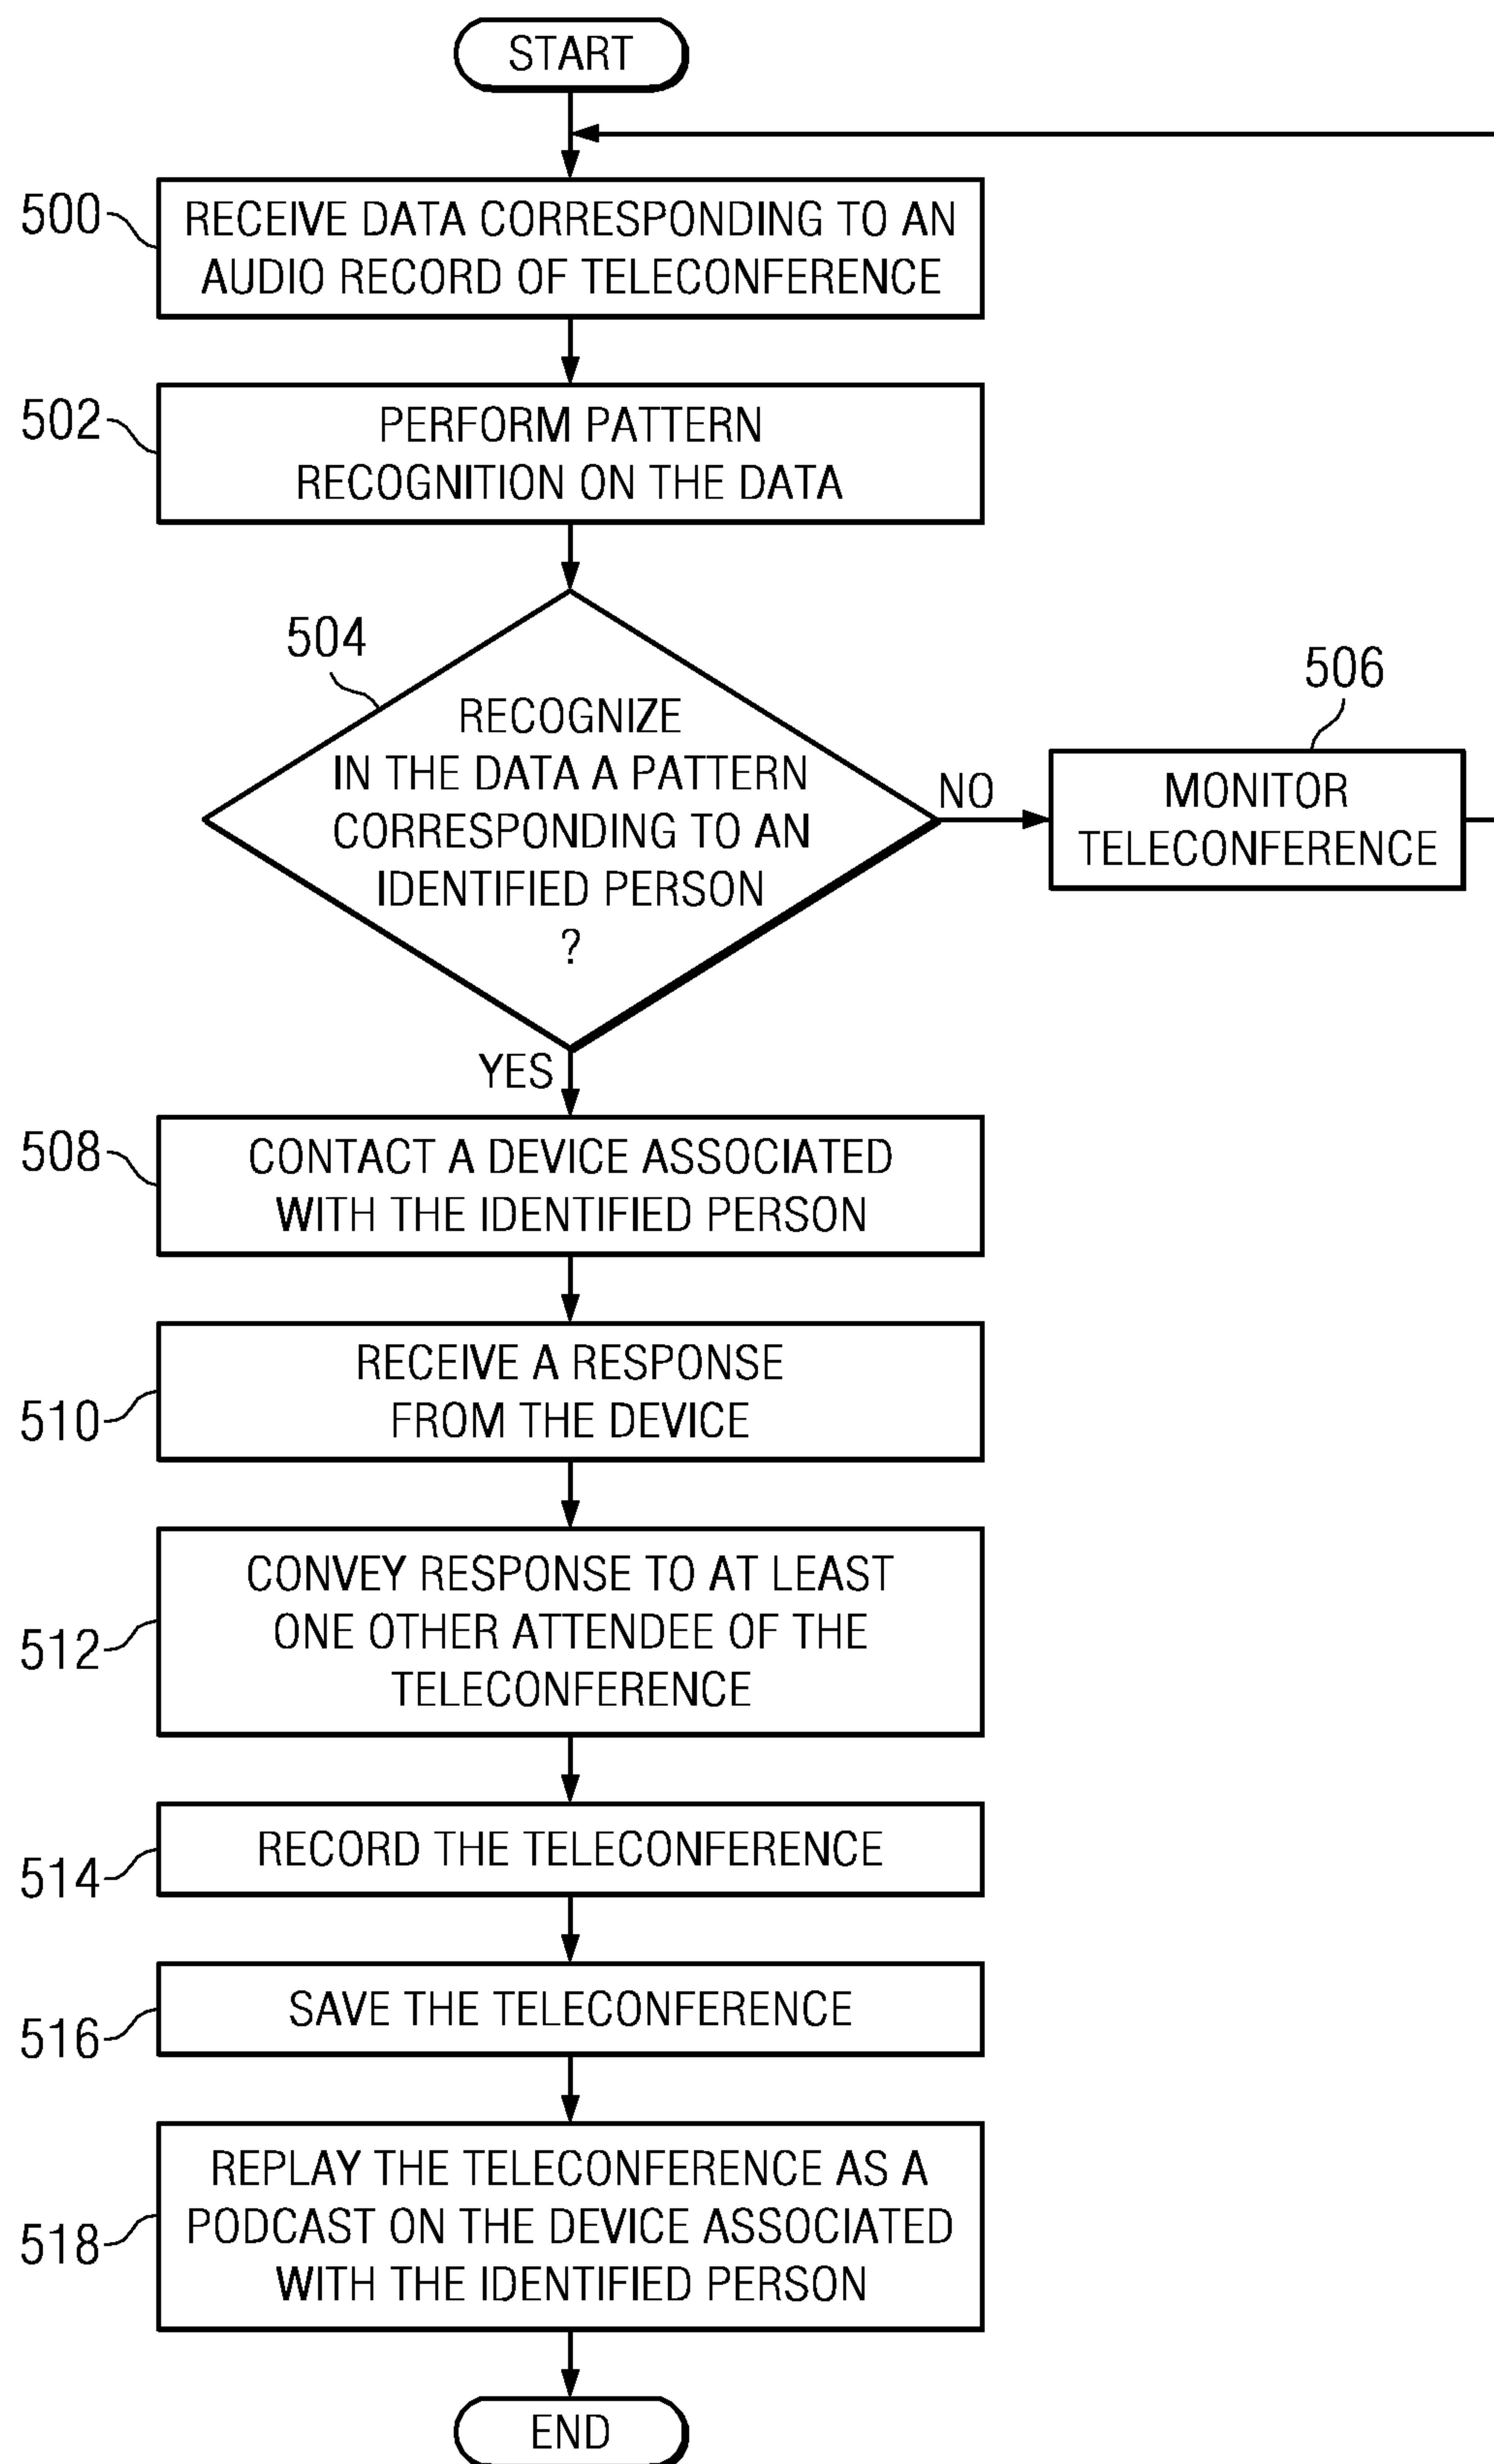 START
500
RECEIVE DATA CORRESPONDING TO AN
AUDIO RECORD OF TELECONFERENCE
502
PERFORM PATTERN
RECOGNITION ON THE DATA
504
RECOGNIZE
IN THE DATA A PATTERN
CORRESPONDING TO AN
IDENTIFIED PERSON
?
NO
506
MONITOR
TELECONFERENCE
YES
508
CONTACT A DEVICE ASSOCIATED
WITH THE IDENTIFIED PERSON
510
RECEIVE A RESPONSE
FROM THE DEVICE
512
CONVEY RESPONSE TO AT LEAST
ONE OTHER ATTENDEE OF THE
TELECONFERENCE
514
RECORD THE TELECONFERENCE
516
SAVE THE TELECONFERENCE
518
REPLAY THE TELECONFERENCE AS A
PODCAST ON THE DEVICE ASSOCIATED
WITH THE IDENTIFIED PERSON
END